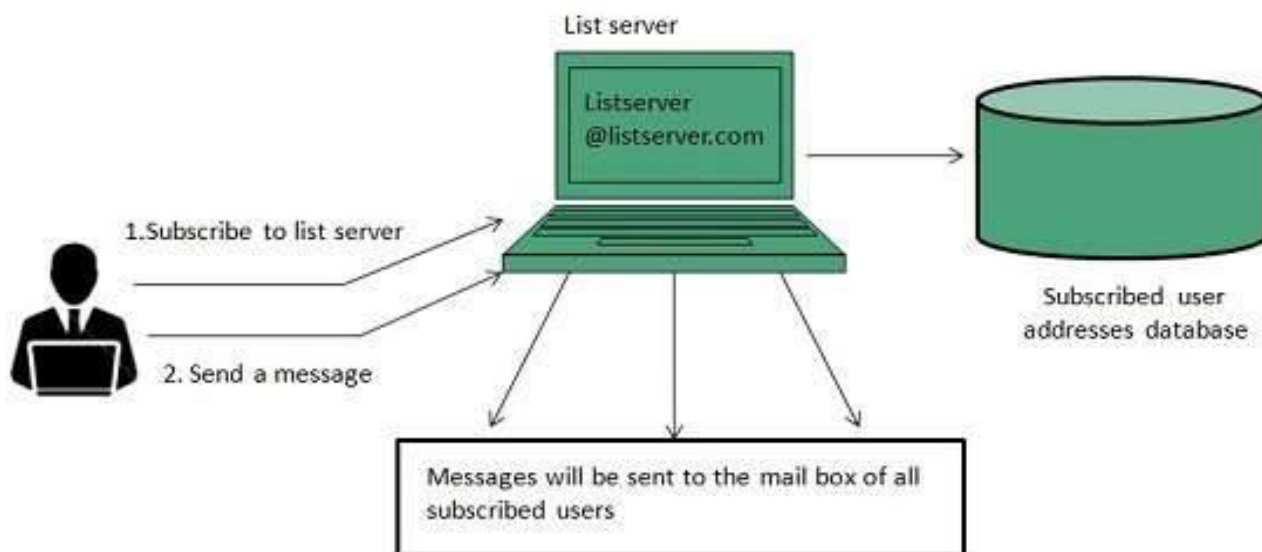 List server
Listserver
@listserver.com
1.Subscribe to list server
2. Send a message
Subscribed user
addresses database
Messages will be sent to the mail box of all
subscribed users